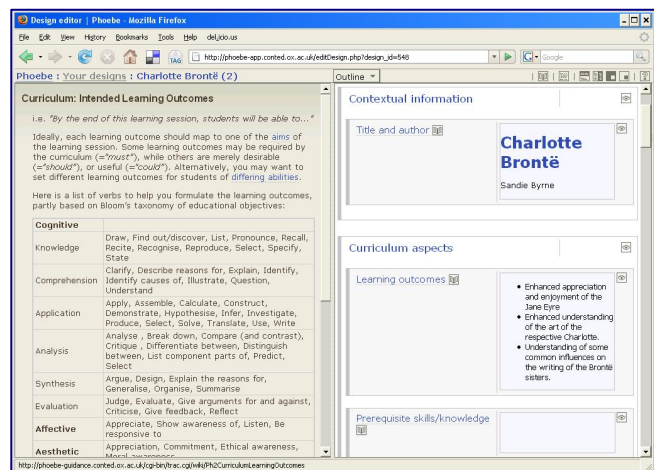 Design editor | Phoebe - Mozilla Firefox
File Edit View History Bookmarks Tools Help del.icio.us
TAG http://phoebe-app.conted.ox.ac.uk/editDesign.php?design_id=548 Google
Phoebe : Your designs : Charlotte Brontë (2)
Outline
Curriculum: Intended Learning Outcomes
i.e. "By the end of this learning session, students will be able to..."
Ideally, each learning outcome should map to one of the aims of
the learning session. Some learning outcomes may be required by
the curriculum (="must"), while others are merely desirable
(="should"), or useful (="could"). Alternatively, you may want to
set different learning outcomes for students of differing abilities.
Here is a list of verbs to help you formulate the learning outcomes,
partly based on Bloom's taxonomy of educational objectives:
Cognitive
Knowledge
Draw, Find out/discover, List, Pronounce, Recall,
Recite, Recognise, Reproduce, Select, Specify,
State
Comprehension
Clarify, Describe reasons for, Explain, Identify,
Identify causes of, Illustrate, Question,
Understand
Application
Apply, Assemble, Calculate, Construct,
Demonstrate, Hypothesise, Infer, Investigate,
Produce, Select, Solve, Translate, Use, Write
Analysis
Analyse , Break down, Compare (and contrast),
Critique , Differentiate between, Distinguish
between, List component parts of, Predict,
Select
Synthesis
Argue, Design, Explain the reasons for,
Generalise, Organise, Summarise
Evaluation
Judge, Evaluate, Give arguments for and against,
Criticise, Give feedback, Reflect
Affective
Appreciate, Show awareness of, Listen, Be
responsive to
Aesthetic
Appreciation, Commitment, Ethical awareness,
Moral awareness
Contextual information
Title and author
Charlotte
Brontë
Sandie Byrne
Curriculum aspects
Learning outcomes
• Enhanced appreciation
and enjoyment of the
Jane Eyre
• Enhanced understanding
of the art of the
respective Charlotte.
• Understanding of some
common influences on
the writing of the Brontë
sisters.
Prerequisite skills/knowledge
http://phoebe-guidance.conted.ox.ac.uk/cgi-bin/trac.cgi/wiki/Ph2CurriculumLearningOutcomes